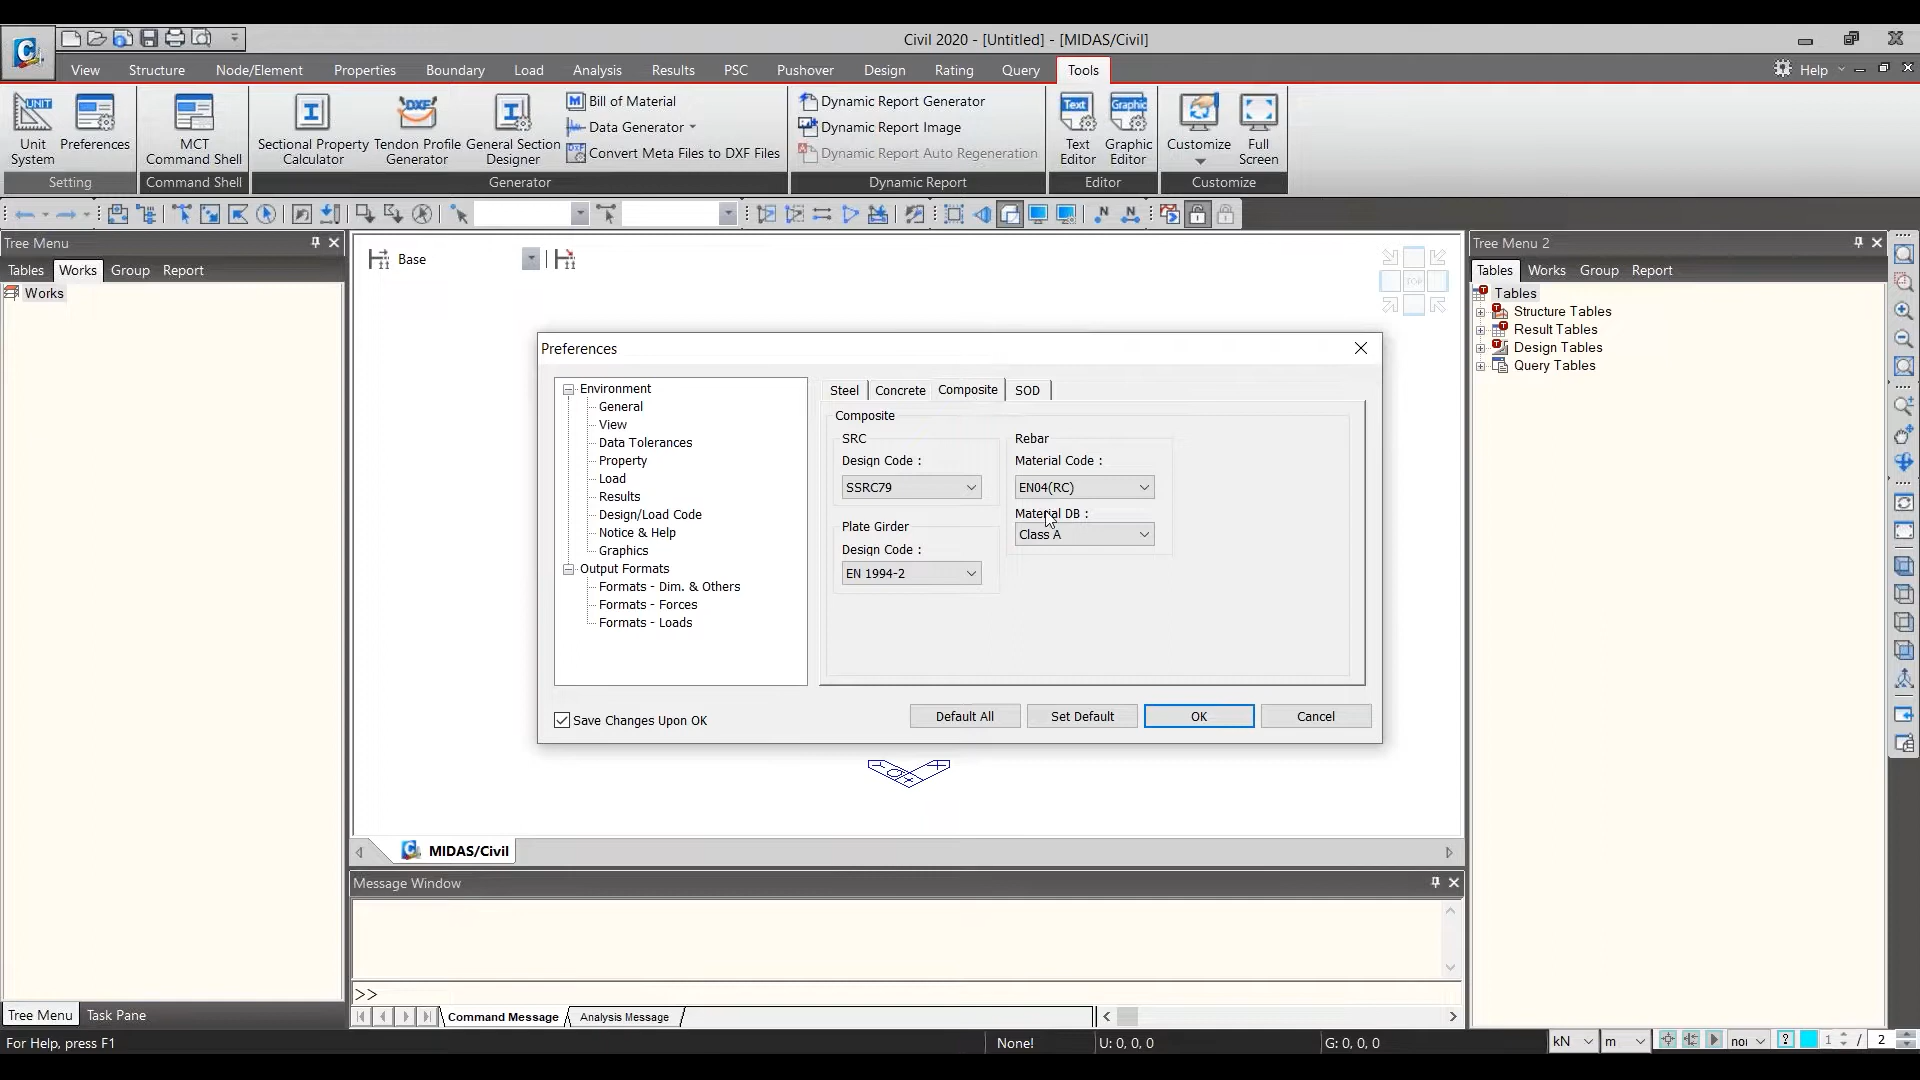 Civil 2020 - [Untitled] - [MIDAS/Civil]
View Structure Node/Element Properties Boundary Load Analysis Results PSC Pushover Design Rating Query Tools Help
Unit System
Preferences
Setting
MCT Command Shell
Command Shell
Sectional Property Calculator
Tendon Profile Generator
General Section Designer
Bill of Material
Data Generator
Convert Meta Files to DXF Files
Generator
Dynamic Report Generator
Dynamic Report Image
Dynamic Report Auto Regeneration
Dynamic Report
Text Editor
Graphic Editor
Editor
Customize
Full Screen
Customize
Tree Menu
Tables Works Group Report
Works
Base
TOP
Tree Menu 2
Tables Works Group Report
Tables
Structure Tables
Result Tables
Design Tables
Query Tables
Preferences
Environment
General
View
Data Tolerances
Property
Load
Results
Design/Load Code
Notice & Help
Graphics
Output Formats
Formats - Dim. & Others
Formats - Forces
Formats - Loads
Steel Concrete Composite SOD
Composite
SRC
Design Code :
SSRC79
Plate Girder
Design Code :
EN 1994-2
Rebar
Material Code :
EN04(RC)
Material DB :
Class A
Save Changes Upon OK
Default All Set Default OK Cancel
MIDAS/Civil
Message Window
>>
Command Message Analysis Message
Tree Menu Task Pane
For Help, press F1
None!
U: 0, 0, 0
G: 0, 0, 0
kN
m
1 / 2